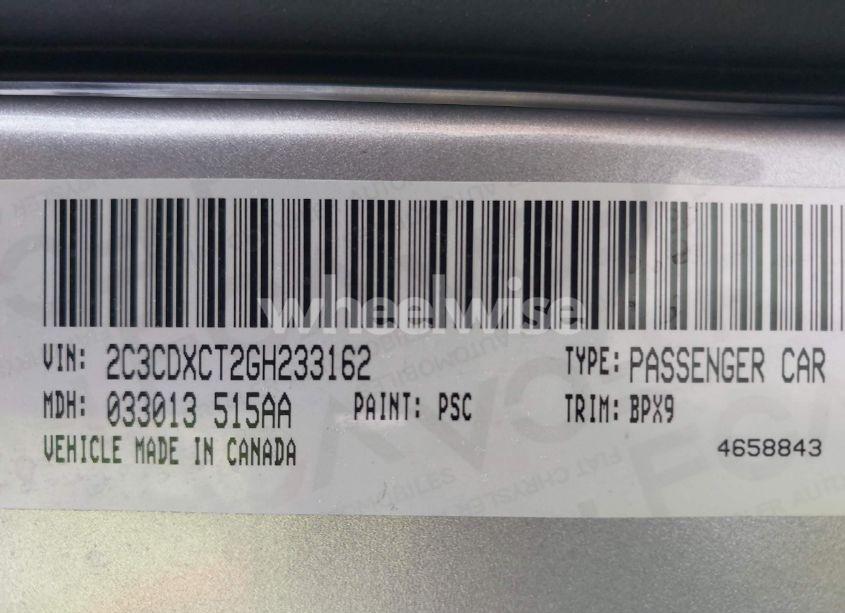 wheelwise
VIN: 2C3CDXCT2GH233162 TYPE: PASSENGER CAR
MDH: 033013 515AA PAINT: PSC TRIM: BPX9
VEHICLE MADE IN CANADA 4658843